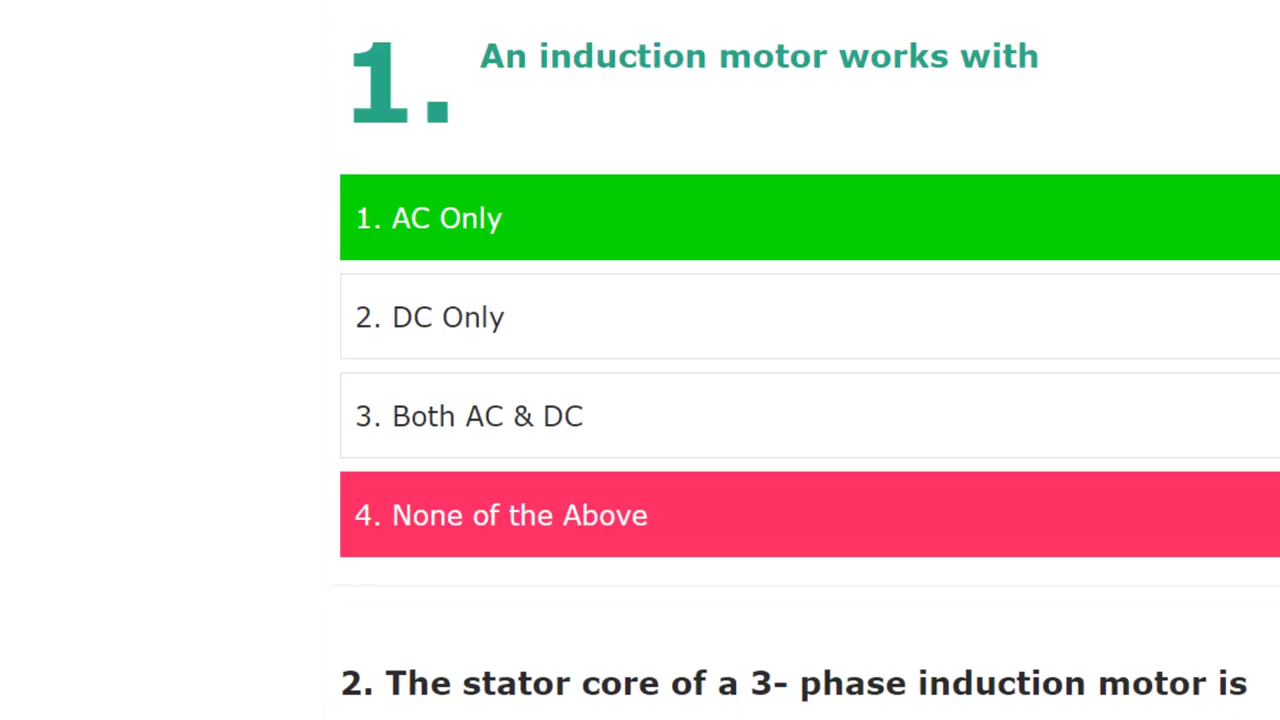 1. An induction motor works with
1. AC Only
2. DC Only
3. Both AC & DC
4. None of the Above
2. The stator core of a 3- phase induction motor is